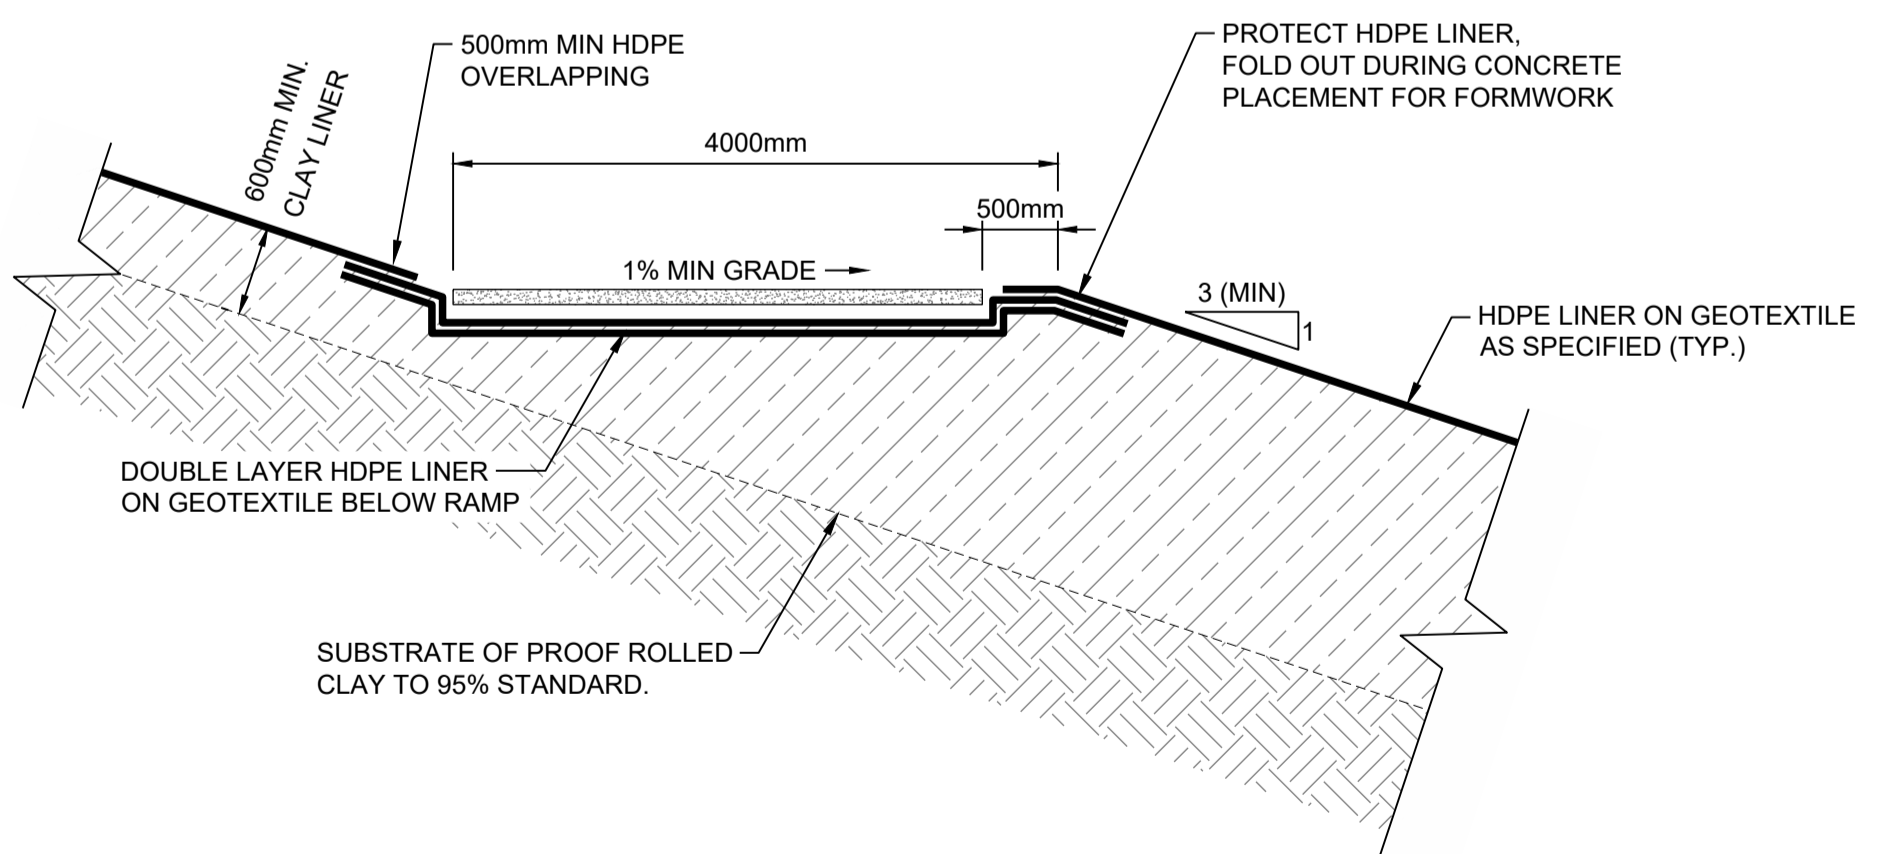 500mm MIN HDPE
OVERLAPPING
PROTECT HDPE LINER,
FOLD OUT DURING CONCRETE
PLACEMENT FOR FORMWORK
600mm MIN.
CLAY LINER
4000mm
500mm
1% MIN GRADE
3 (MIN)
1
HDPE LINER ON GEOTEXTILE
AS SPECIFIED (TYP.)
DOUBLE LAYER HDPE LINER
ON GEOTEXTILE BELOW RAMP
SUBSTRATE OF PROOF ROLLED
CLAY TO 95% STANDARD.